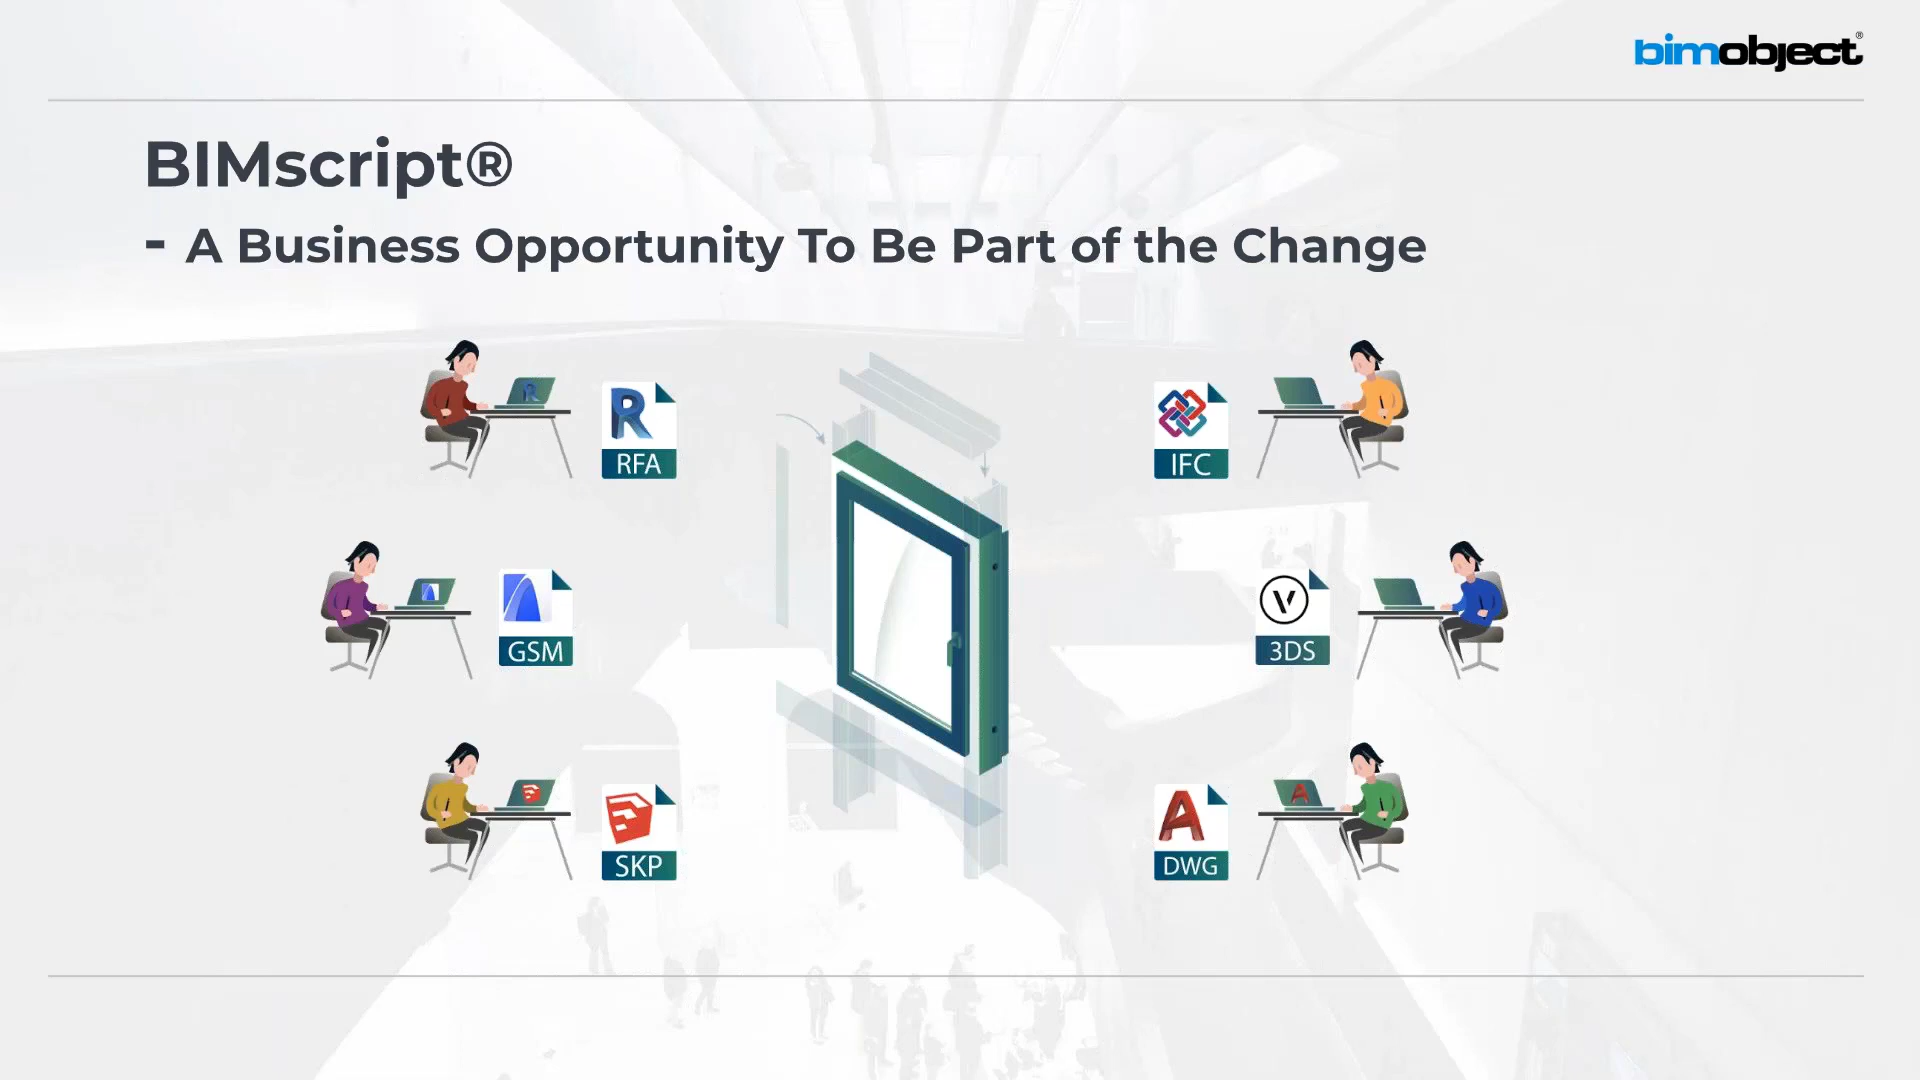 bimobject®
BIMscript®
- A Business Opportunity To Be Part of the Change
RFA
IFC
GSM
3DS
SKP
DWG